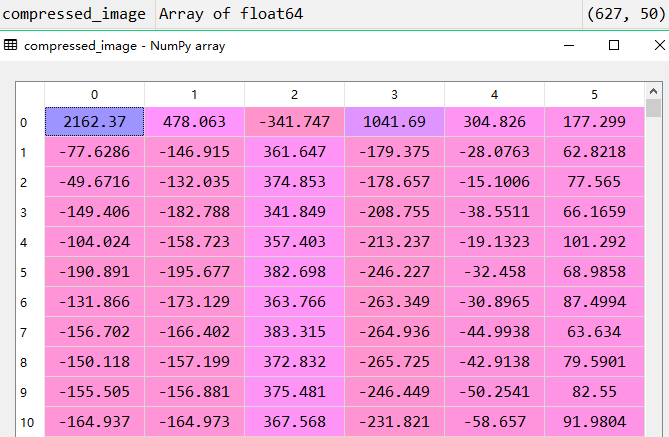 compressed_image Array of float64 (627, 50)
compressed_image - NumPy array
0 1 2 3 4 5
0 2162.37 478.063 -341.747 1041.69 304.826 177.299
1 -77.6286 -146.915 361.647 -179.375 -28.0763 62.8218
2 -49.6716 -132.035 374.853 -178.657 -15.1006 77.565
3 -149.406 -182.788 341.849 -208.755 -38.5511 66.1659
4 -104.024 -158.723 357.403 -213.237 -19.1323 101.292
5 -190.891 -195.677 382.698 -246.227 -32.458 68.9858
6 -131.866 -173.129 363.766 -263.349 -30.8965 87.4994
7 -156.702 -166.402 383.315 -264.936 -44.9938 63.634
8 -150.118 -157.199 372.832 -265.725 -42.9138 79.5901
9 -155.505 -156.881 375.481 -246.449 -50.2541 82.55
10 -164.937 -164.973 367.568 -231.821 -58.657 91.9804